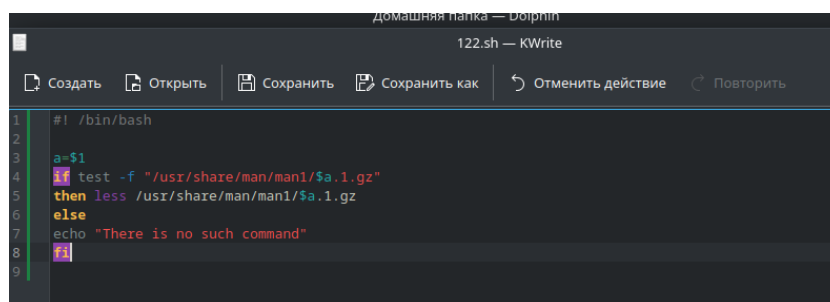 Домашняя папка — Dolphin
122.sh — KWrite
Создать Открыть Сохранить Сохранить как Отменить действие Повторить
1 #! /bin/bash
2
3 a=$1
4 if test -f "/usr/share/man/man1/$a.1.gz"
5 then less /usr/share/man/man1/$a.1.gz
6 else
7 echo "There is no such command"
8 fi
9